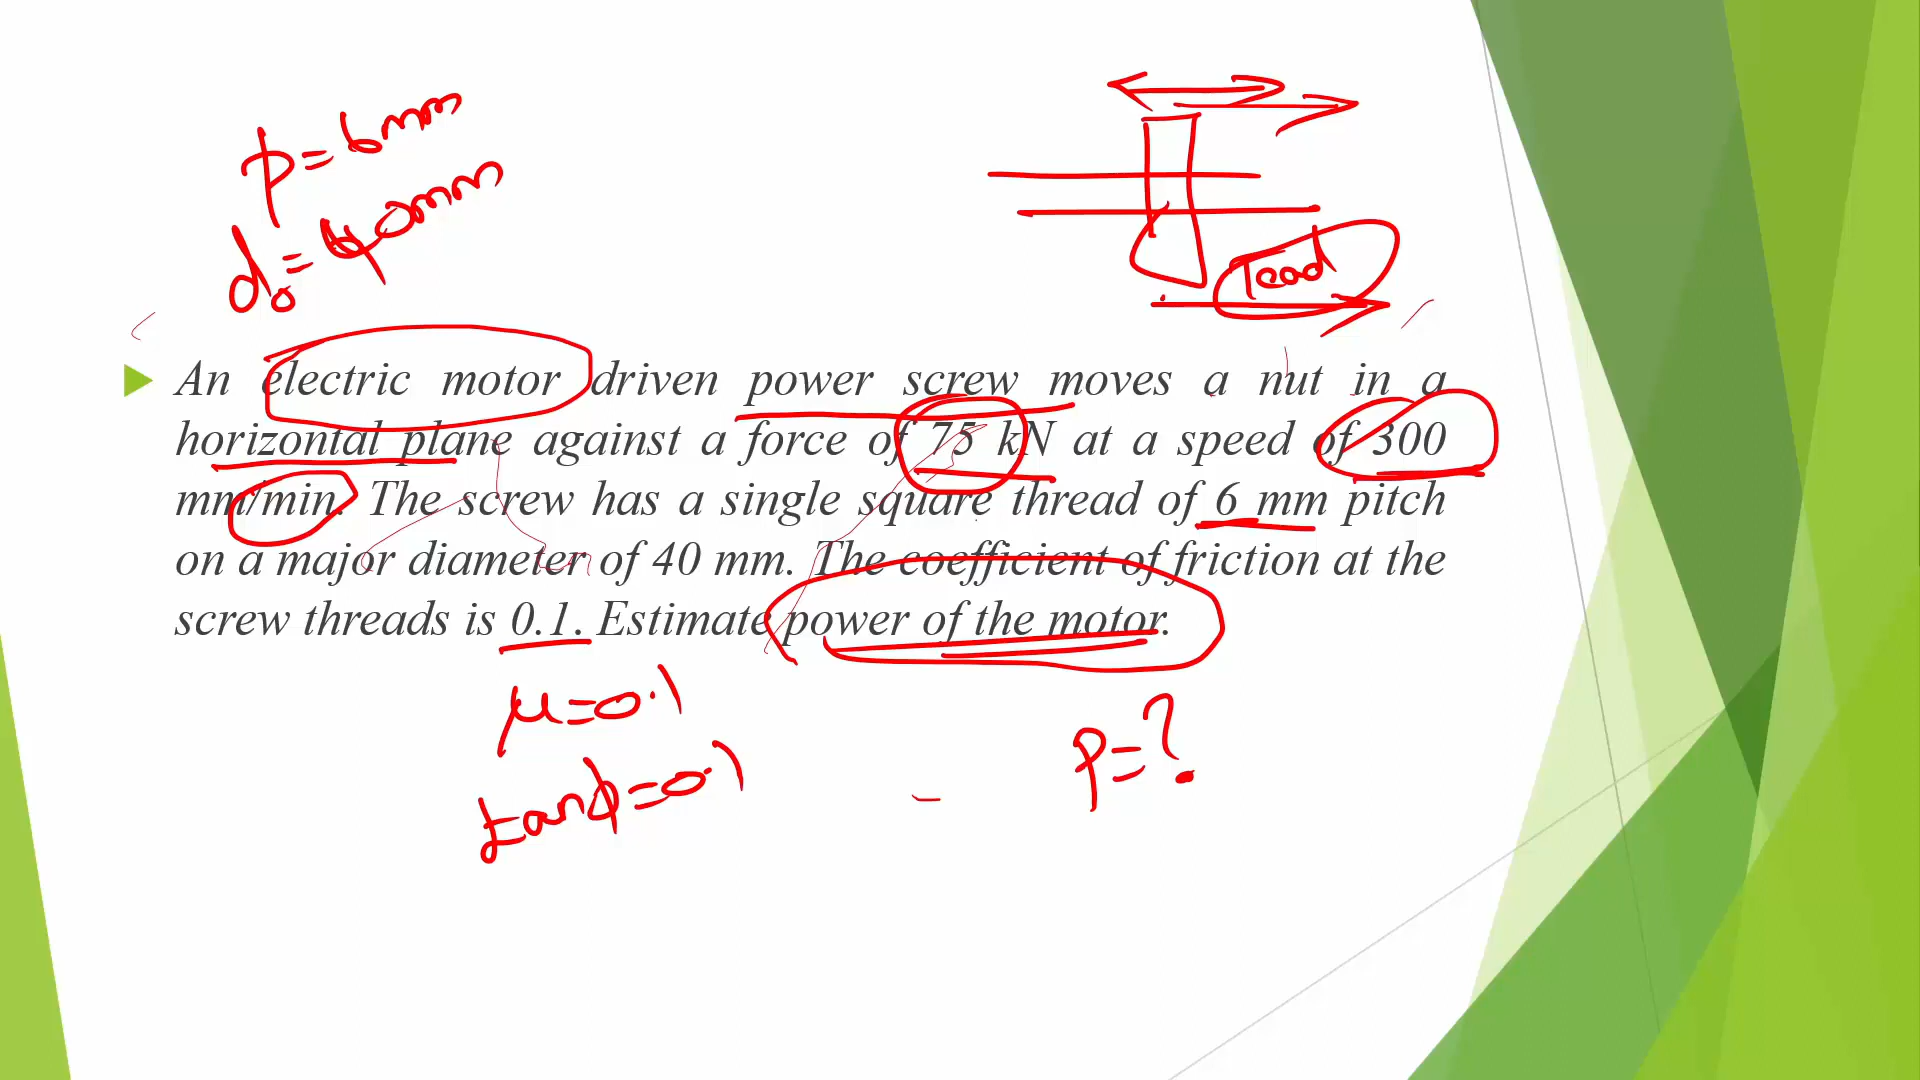 p=6mm
d₀=40mm
Lead
An electric motor driven power screw moves a nut in a
horizontal plane against a force of 75 kN at a speed of 300
mm/min. The screw has a single square thread of 6 mm pitch
on a major diameter of 40 mm. The coefficient of friction at the
screw threads is 0.1. Estimate power of the motor.
μ=0.1
P=?
tanϕ=0.1